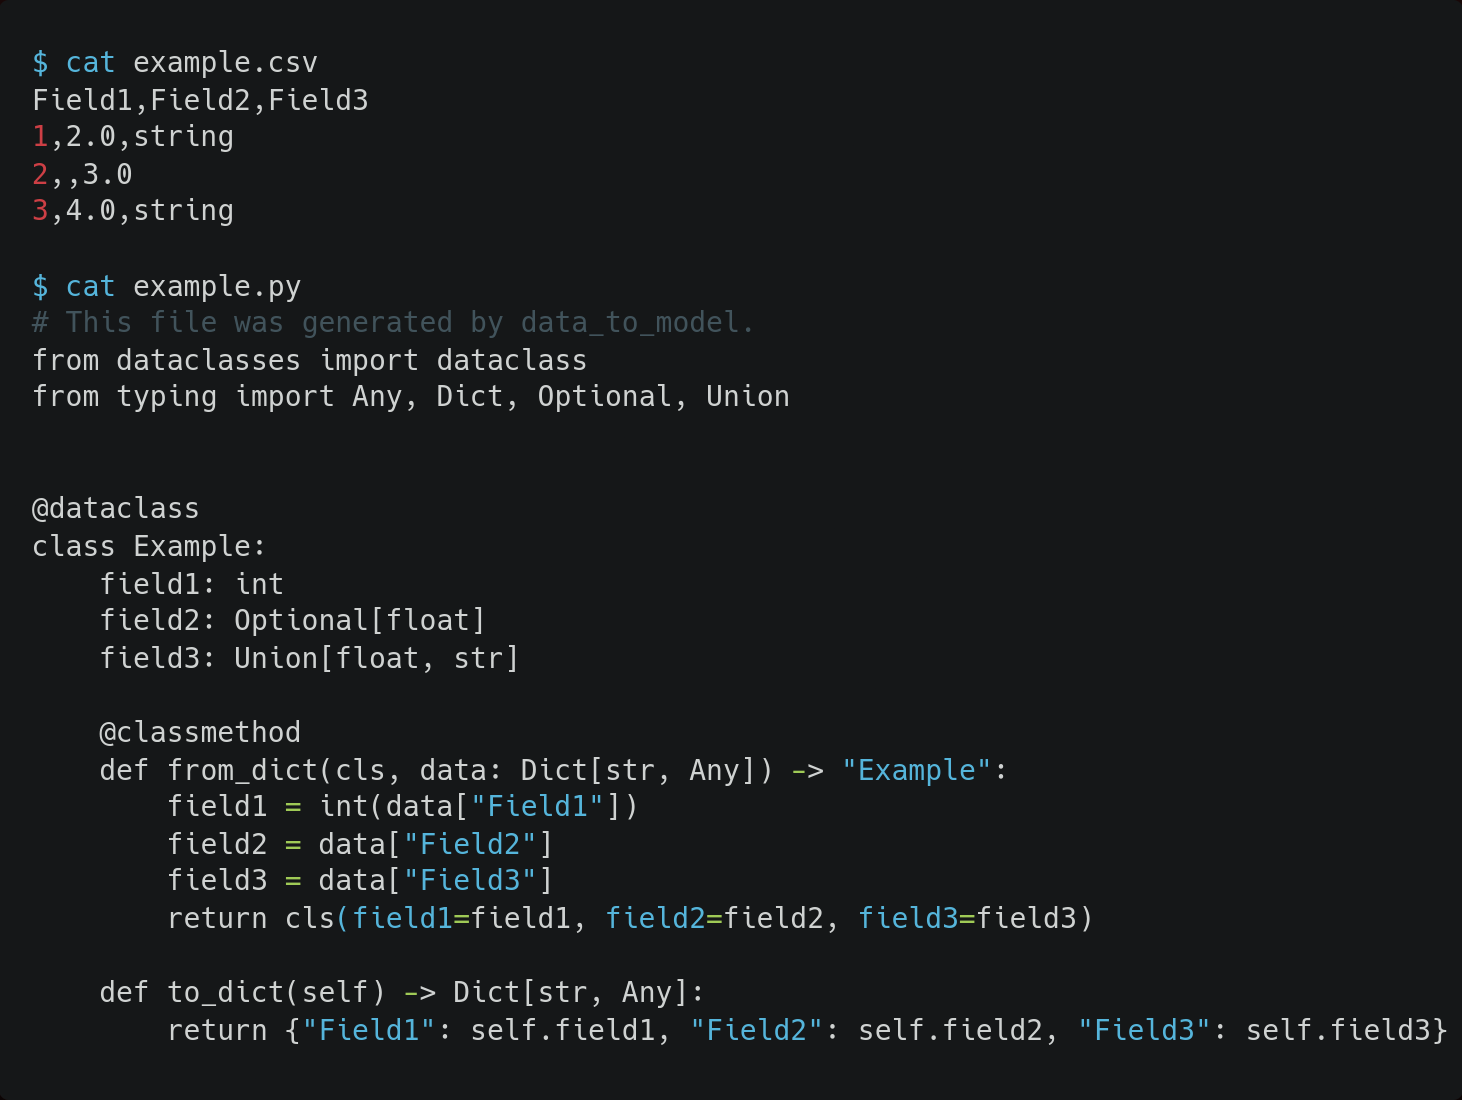 $ cat example.csv
Field1,Field2,Field3
1,2.0,string
2,,3.0
3,4.0,string

$ cat example.py
# This file was generated by data_to_model.
from dataclasses import dataclass
from typing import Any, Dict, Optional, Union


@dataclass
class Example:
    field1: int
    field2: Optional[float]
    field3: Union[float, str]

    @classmethod
    def from_dict(cls, data: Dict[str, Any]) -> "Example":
        field1 = int(data["Field1"])
        field2 = data["Field2"]
        field3 = data["Field3"]
        return cls(field1=field1, field2=field2, field3=field3)

    def to_dict(self) -> Dict[str, Any]:
        return {"Field1": self.field1, "Field2": self.field2, "Field3": self.field3}